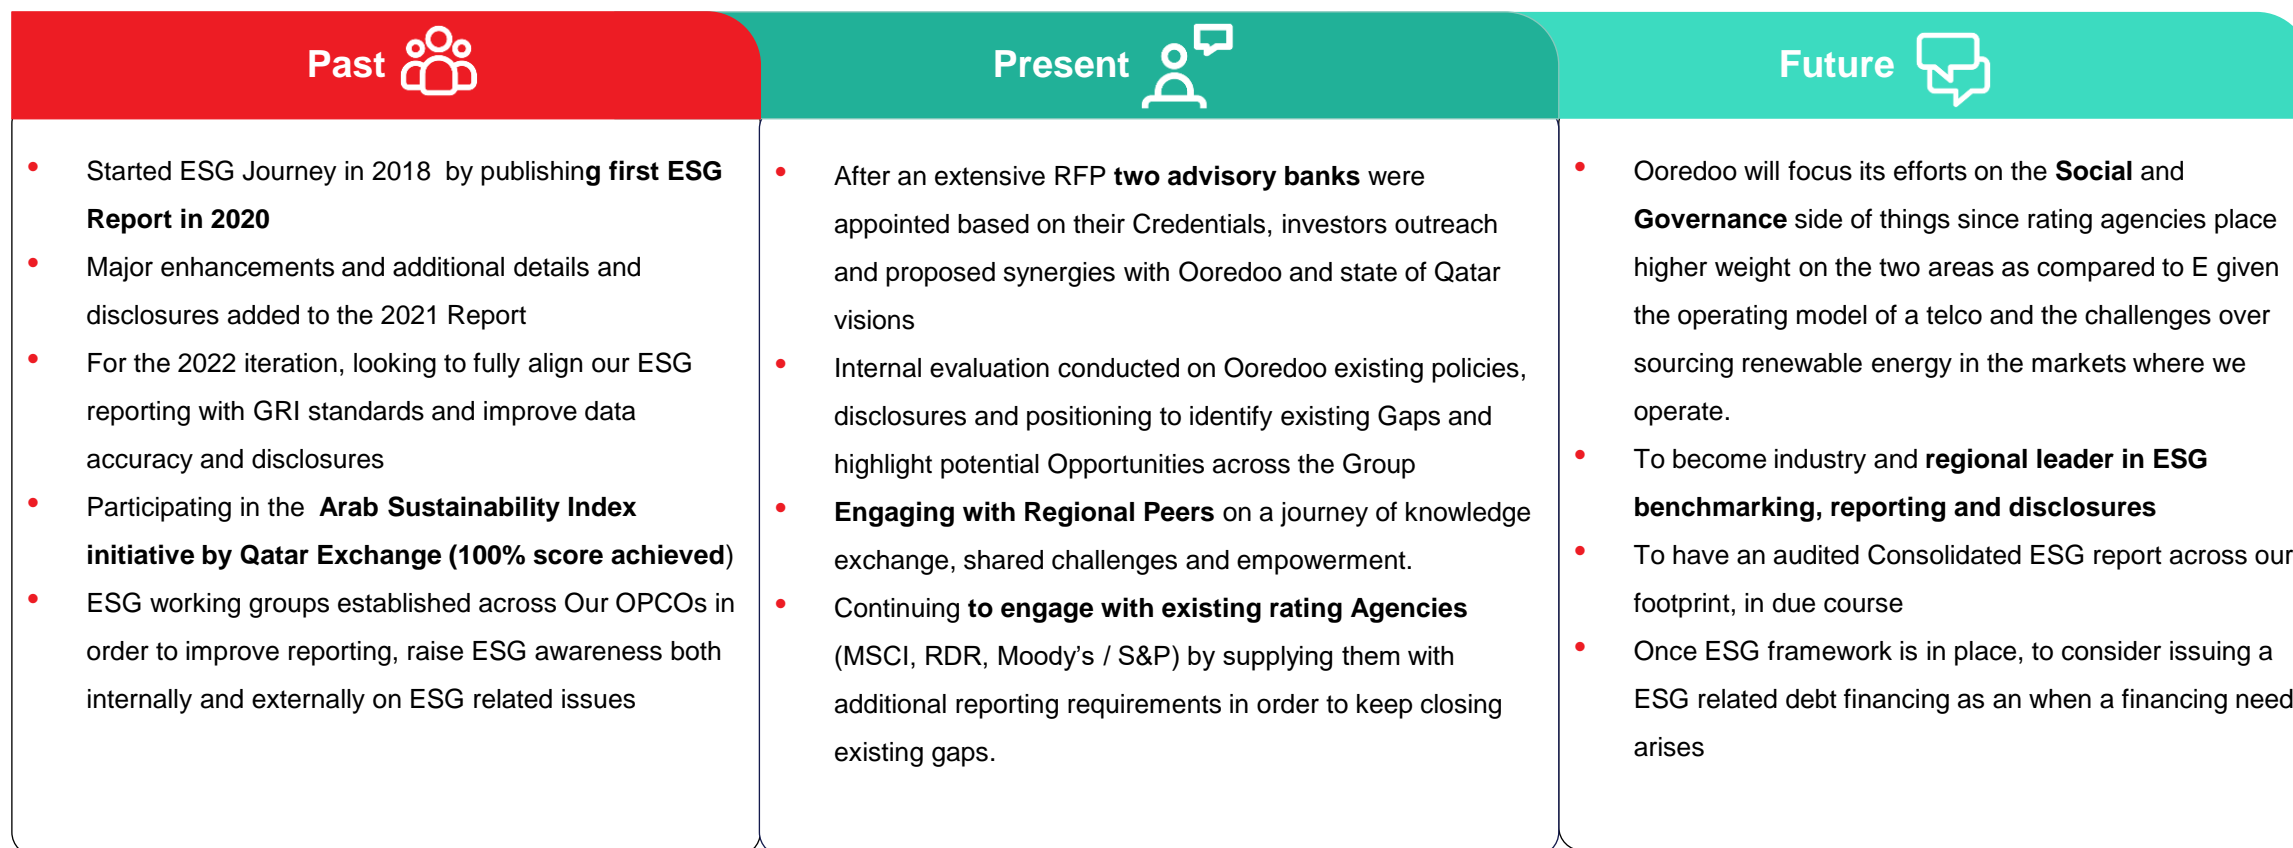 Past
• Started ESG Journey in 2018 by publishing first ESG
Report in 2020
• Major enhancements and additional details and
disclosures added to the 2021 Report
• For the 2022 iteration, looking to fully align our ESG
reporting with GRI standards and improve data
accuracy and disclosures
• Participating in the Arab Sustainability Index
initiative by Qatar Exchange (100% score achieved)
• ESG working groups established across Our OPCOs in
order to improve reporting, raise ESG awareness both
internally and externally on ESG related issues
Present
• After an extensive RFP two advisory banks were
appointed based on their Credentials, investors outreach
and proposed synergies with Ooredoo and state of Qatar
visions
• Internal evaluation conducted on Ooredoo existing policies,
disclosures and positioning to identify existing Gaps and
highlight potential Opportunities across the Group
• Engaging with Regional Peers on a journey of knowledge
exchange, shared challenges and empowerment.
• Continuing to engage with existing rating Agencies
(MSCI, RDR, Moody’s / S&P) by supplying them with
additional reporting requirements in order to keep closing
existing gaps.
Future
• Ooredoo will focus its efforts on the Social and
Governance side of things since rating agencies place
higher weight on the two areas as compared to E given
the operating model of a telco and the challenges over
sourcing renewable energy in the markets where we
operate.
• To become industry and regional leader in ESG
benchmarking, reporting and disclosures
• To have an audited Consolidated ESG report across our
footprint, in due course
• Once ESG framework is in place, to consider issuing a
ESG related debt financing as an when a financing need
arises